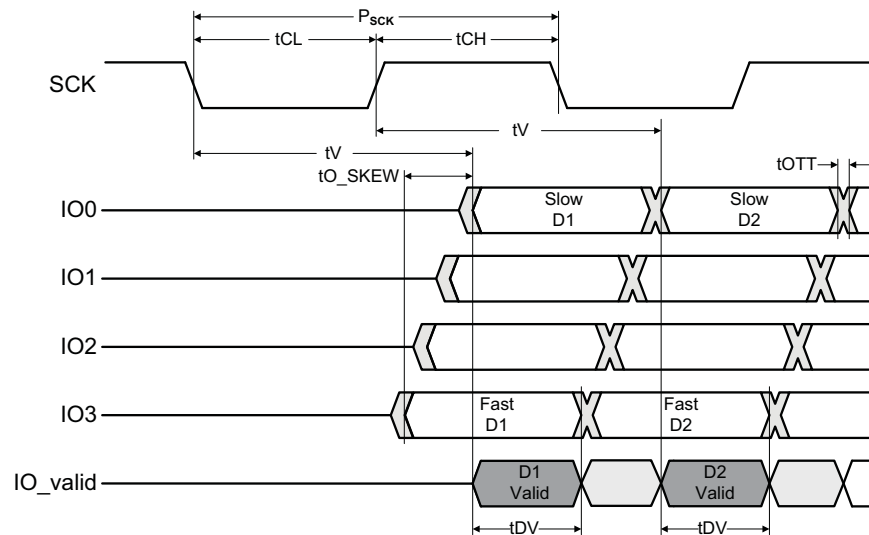 PSCK
tCL
tCH
SCK
tV
tV
tO_SKEW
tOTT
IO0
Slow
D1
Slow
D2
IO1
IO2
IO3
Fast
D1
Fast
D2
IO_valid
D1
Valid
D2
Valid
tDV
tDV